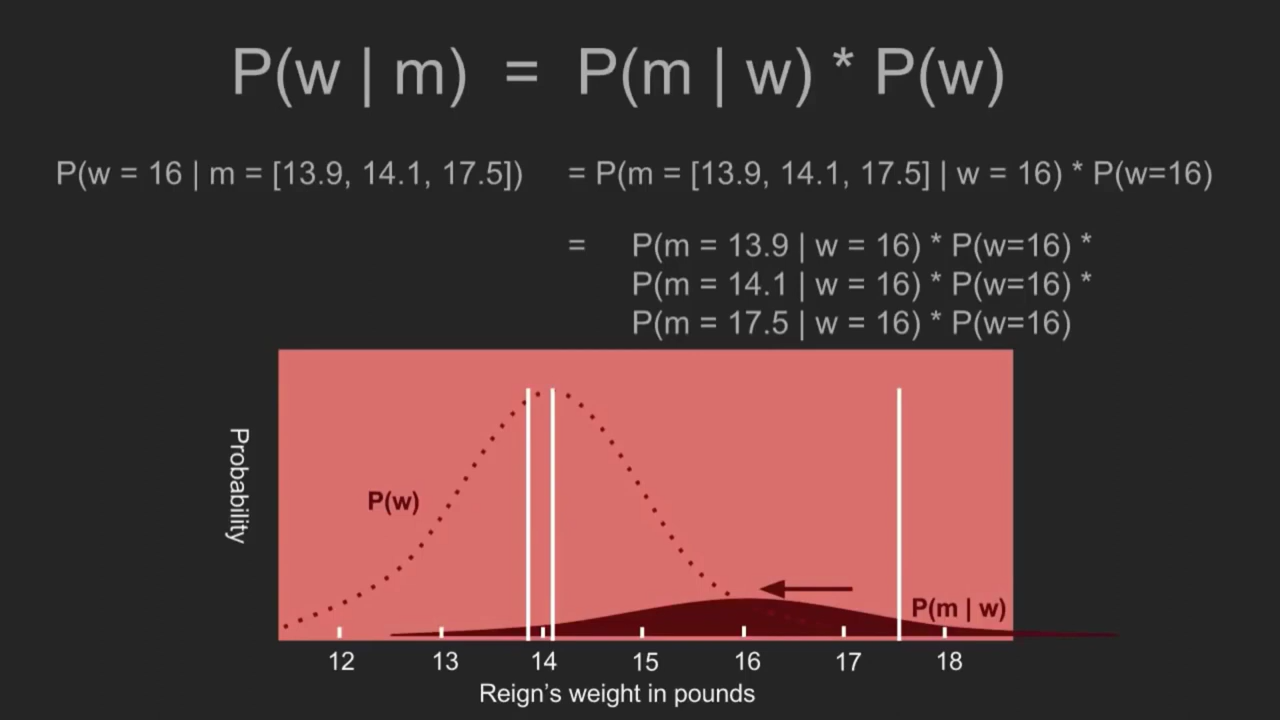 P(w | m) = P(m | w) * P(w)
P(w = 16 | m = [13.9, 14.1, 17.5]) = P(m = [13.9, 14.1, 17.5] | w = 16) * P(w=16)
= P(m = 13.9 | w = 16) * P(w=16) *
P(m = 14.1 | w = 16) * P(w=16) *
P(m = 17.5 | w = 16) * P(w=16)
Probability
P(w)
P(m | w)
12 13 14 15 16 17 18
Reign's weight in pounds